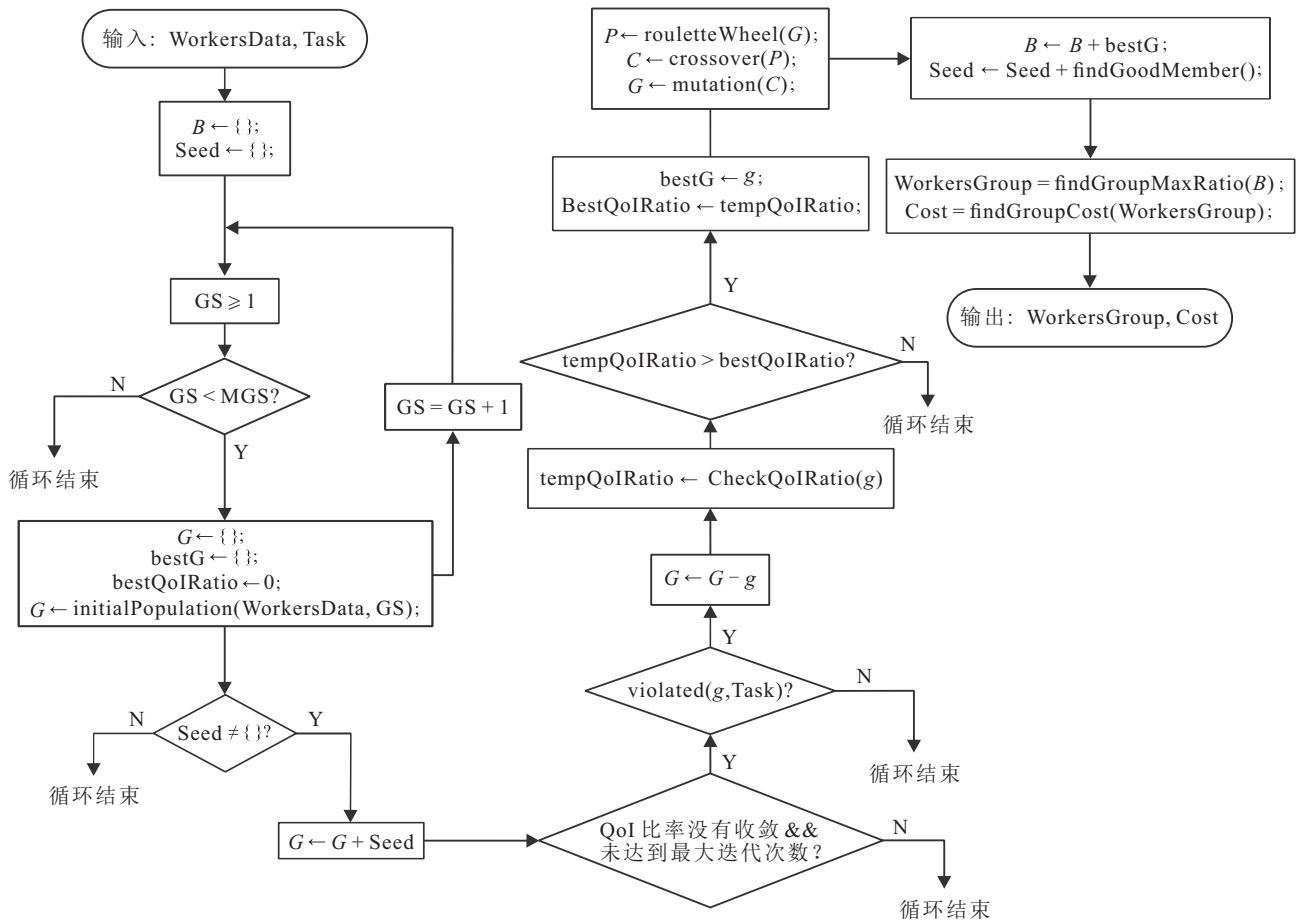 输入: WorkersData, Task
B ← { };
Seed ← { };
GS ⩾ 1
GS < MGS?
N
Y
循环结束
GS = GS + 1
G ← { };
bestG ← { };
bestQoIRatio ← 0;
G ← initialPopulation(WorkersData, GS);
Seed ≠ { }?
N
Y
循环结束
G ← G + Seed
QoI 比率没有收敛 &&
未达到最大迭代次数?
N
Y
循环结束
violated(g,Task)?
N
Y
循环结束
G ← G − g
tempQoIRatio ← CheckQoIRatio(g)
tempQoIRatio > bestQoIRatio?
N
Y
循环结束
bestG ← g;
BestQoIRatio ← tempQoIRatio;
P ← rouletteWheel(G);
C ← crossover(P);
G ← mutation(C);
B ← B + bestG;
Seed ← Seed + findGoodMember();
WorkersGroup = findGroupMaxRatio(B);
Cost = findGroupCost(WorkersGroup);
输出: WorkersGroup, Cost